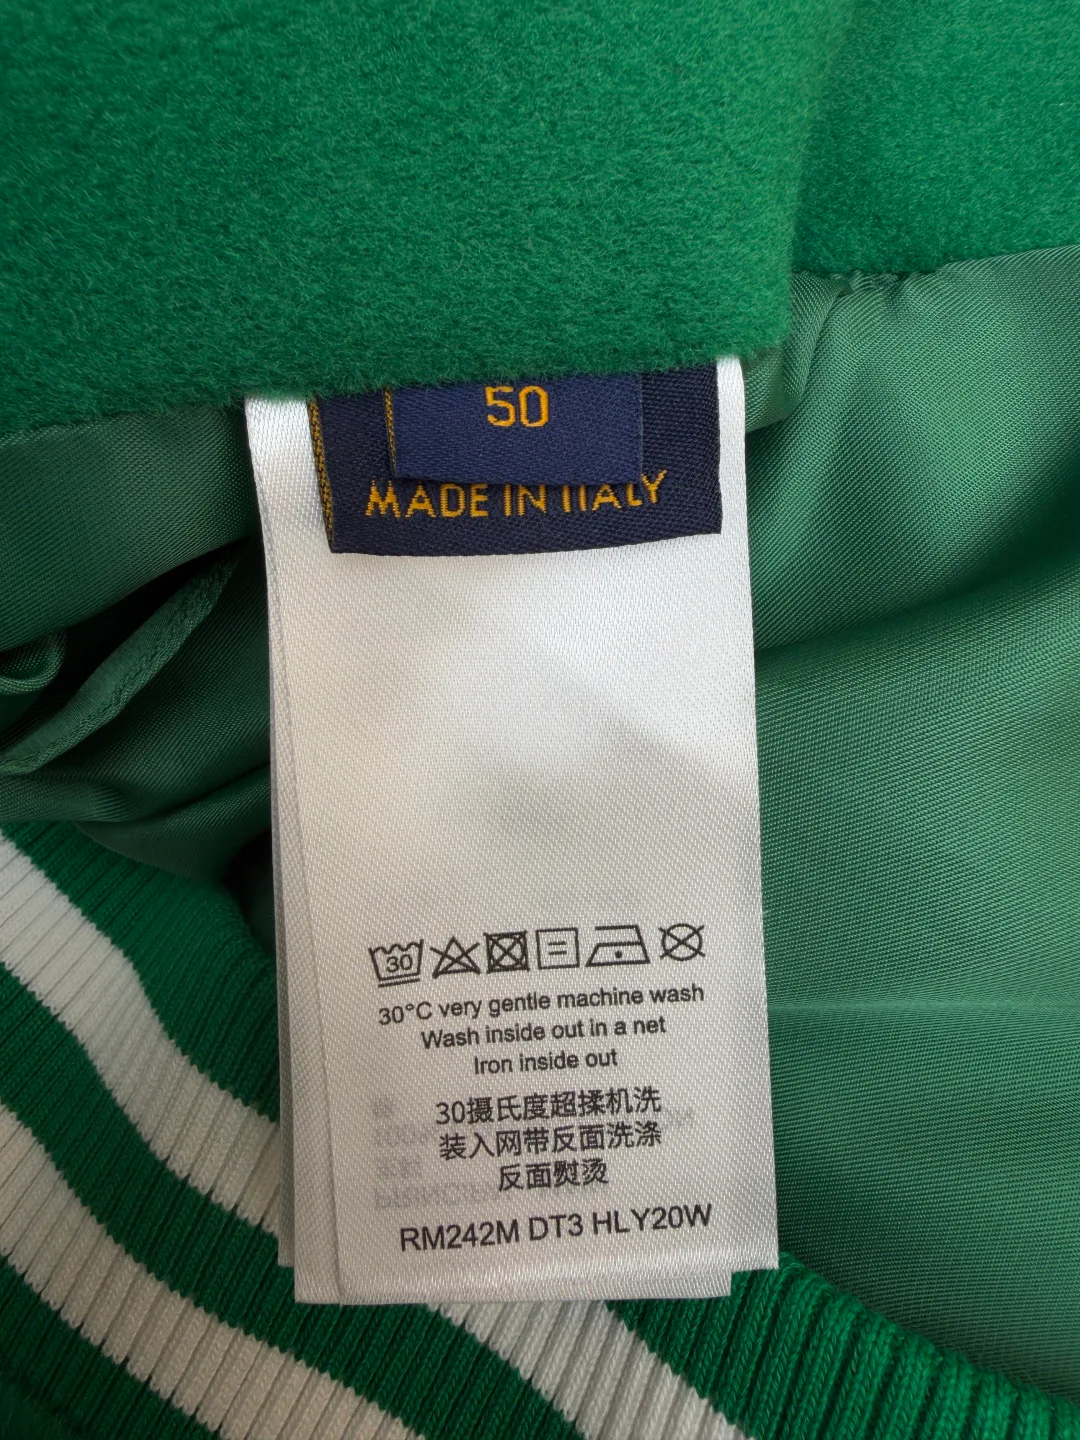 50
MADE IN ITALY
30
30°C very gentle machine wash
Wash inside out in a net
Iron inside out
30摄氏度超揉机洗
装入网带反面洗涤
反面熨烫
RM242M DT3 HLY20W